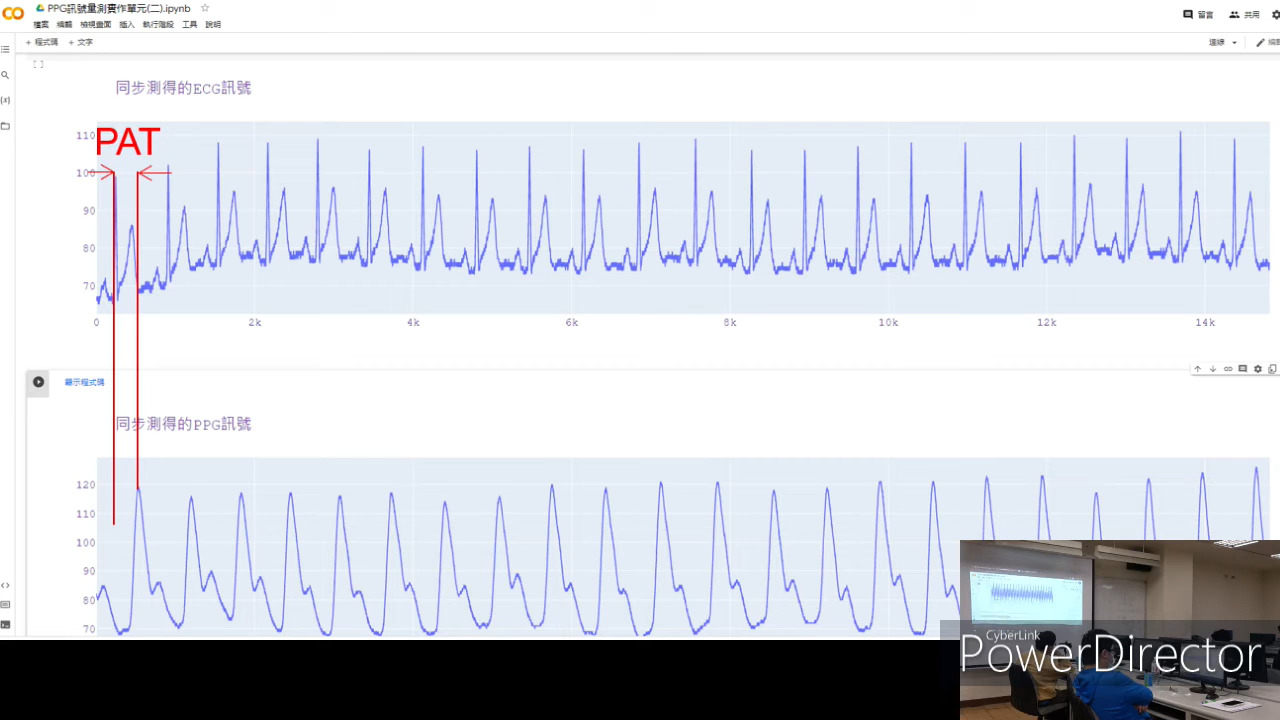 PPG訊號量測實作單元(二).ipynb
檔案 編輯 檢視畫面 插入 執行階段 工具 說明
留言 共用
+ 程式碼 + 文字
連線
[ ]
同步測得的ECG訊號
PAT
110
100
90
80
70
0 2k 4k 6k 8k 10k 12k 14k
顯示程式碼
同步測得的PPG訊號
120
110
100
90
80
70
CyberLink
PowerDirector